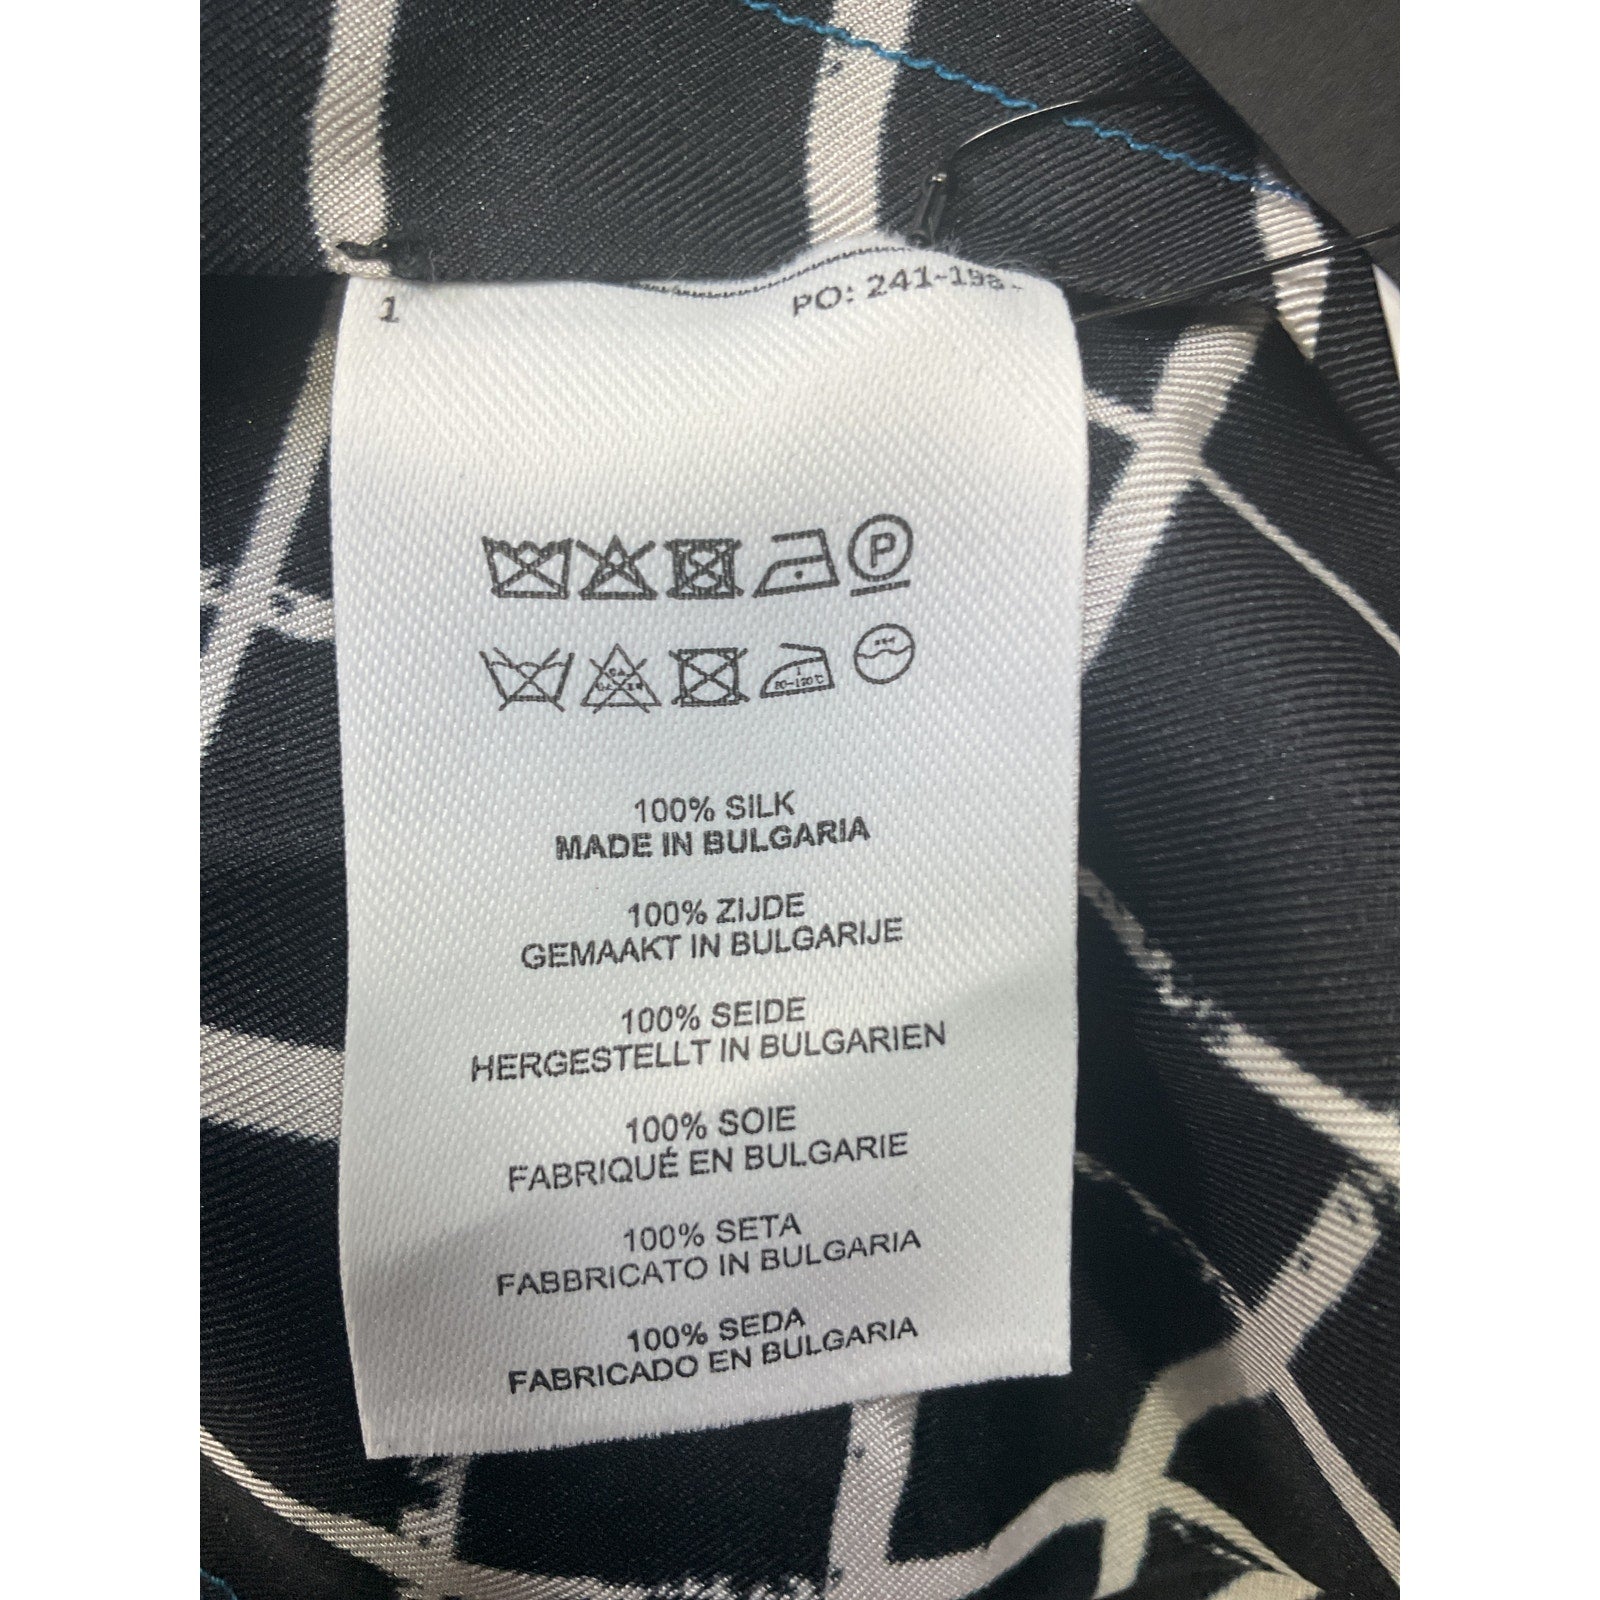 1
PO: 241-198
P
100% SILK
MADE IN BULGARIA
100% ZIJDE
GEMAAKT IN BULGARIJE
100% SEIDE
HERGESTELLT IN BULGARIEN
100% SOIE
FABRIQUÉ EN BULGARIE
100% SETA
FABBRICATO IN BULGARIA
100% SEDA
FABRICADO EN BULGARIA